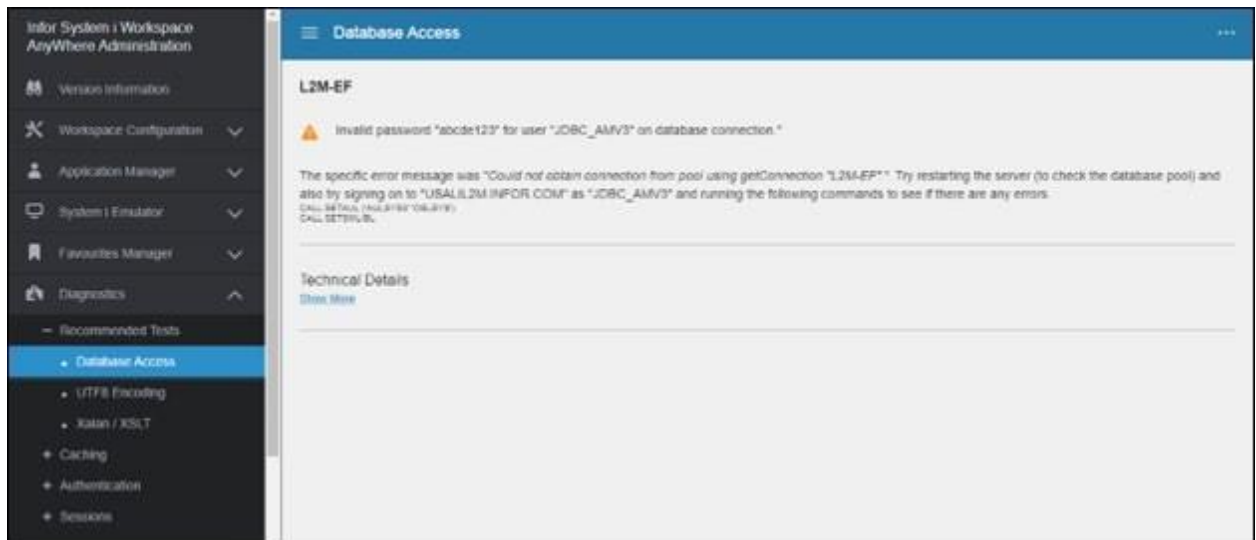 Infor System i Workspace
AnyWhere Administration
Version Information
Workspace Configuration
Application Manager
System i Emulator
Favourites Manager
Diagnostics
Recommended Tests
Database Access
UTF8 Encoding
Xalan / XSLT
Caching
Authentication
Sessions
Database Access
L2M-EF
Invalid password "abcde123" for user "JDBC_AMV3" on database connection."
The specific error message was "Could not obtain connection from pool using getConnection "L2M-EF"." Try restarting the server (to check the database pool) and
also try signing on to "USALIL2M.INFOR.COM" as "JDBC_AMV3" and running the following commands to see if there are any errors.
CALL
CALL
Technical Details
Show More